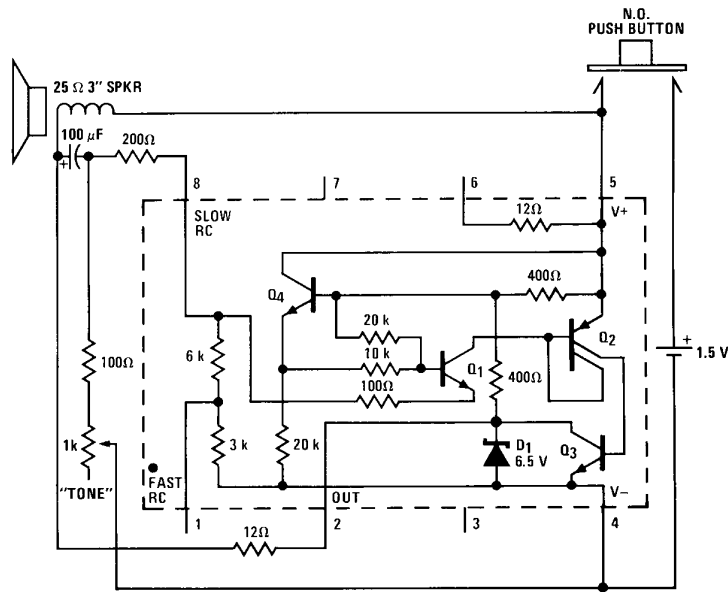 N.O.
PUSH BUTTON
25 Ω 3" SPKR
100 μF
+
200Ω
8
7
6
5
SLOW
RC
12Ω
V+
Q4
400Ω
20 k
Q2
+
1.5 V
6 k
10 k
Q1
100Ω
100Ω
400Ω
1k
3 k
20 k
D1
6.5 V
Q3
"TONE"
FAST
RC
OUT
V−
1
2
3
4
12Ω